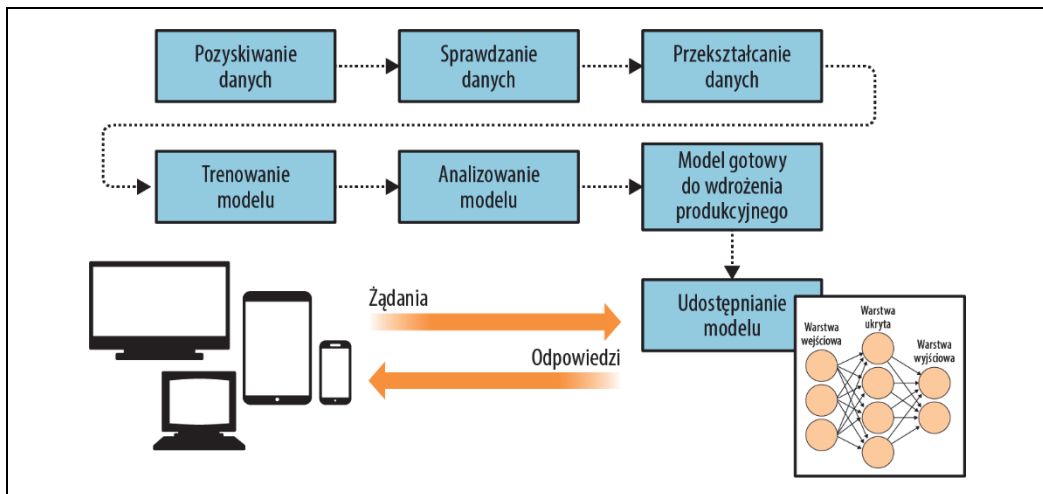 Pozyskiwanie
danych
Sprawdzanie
danych
Przekształcanie
danych
Trenowanie
modelu
Analizowanie
modelu
Model gotowy
do wdrożenia
produkcyjnego
Żądania
Odpowiedzi
Udostępnianie
modelu
Warstwa
wejściowa
Warstwa
ukryta
Warstwa
wyjściowa